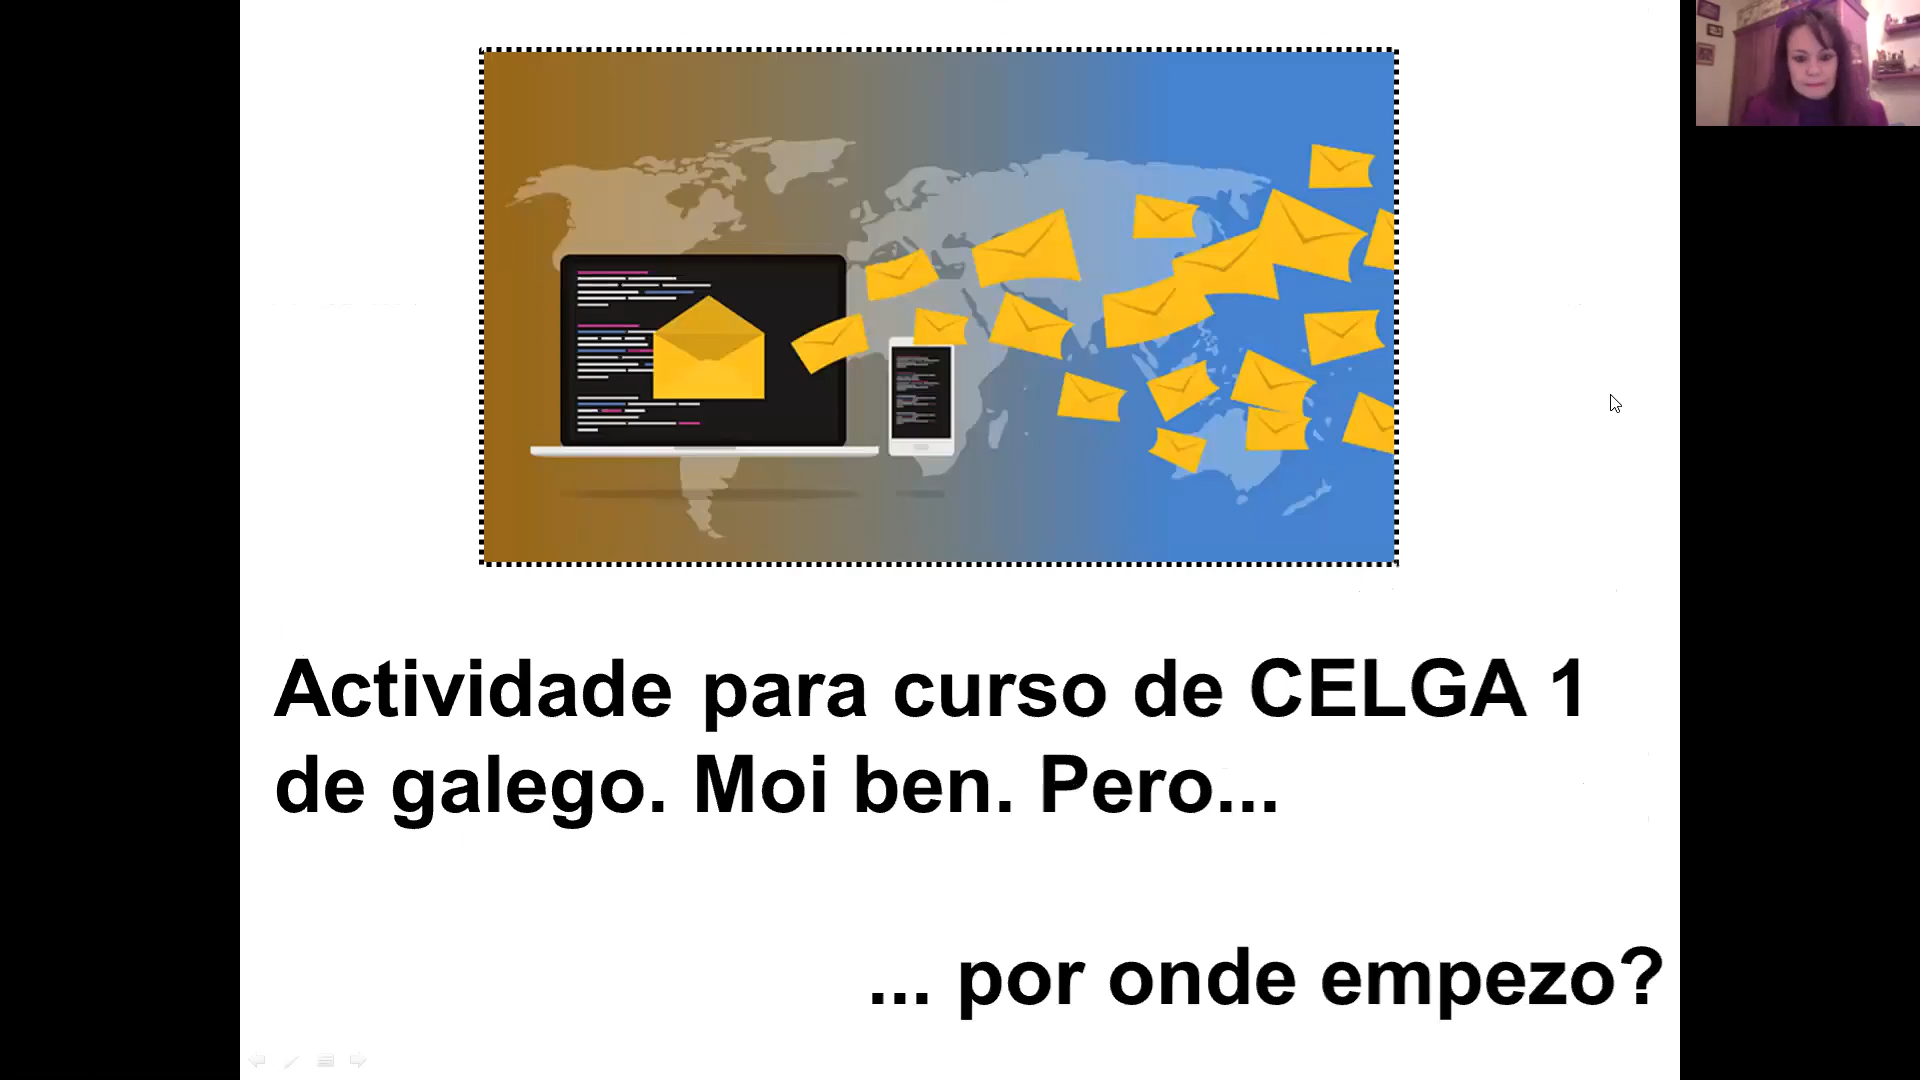 Actividade para curso de CELGA 1
de galego. Moi ben. Pero...
... por onde empezo?